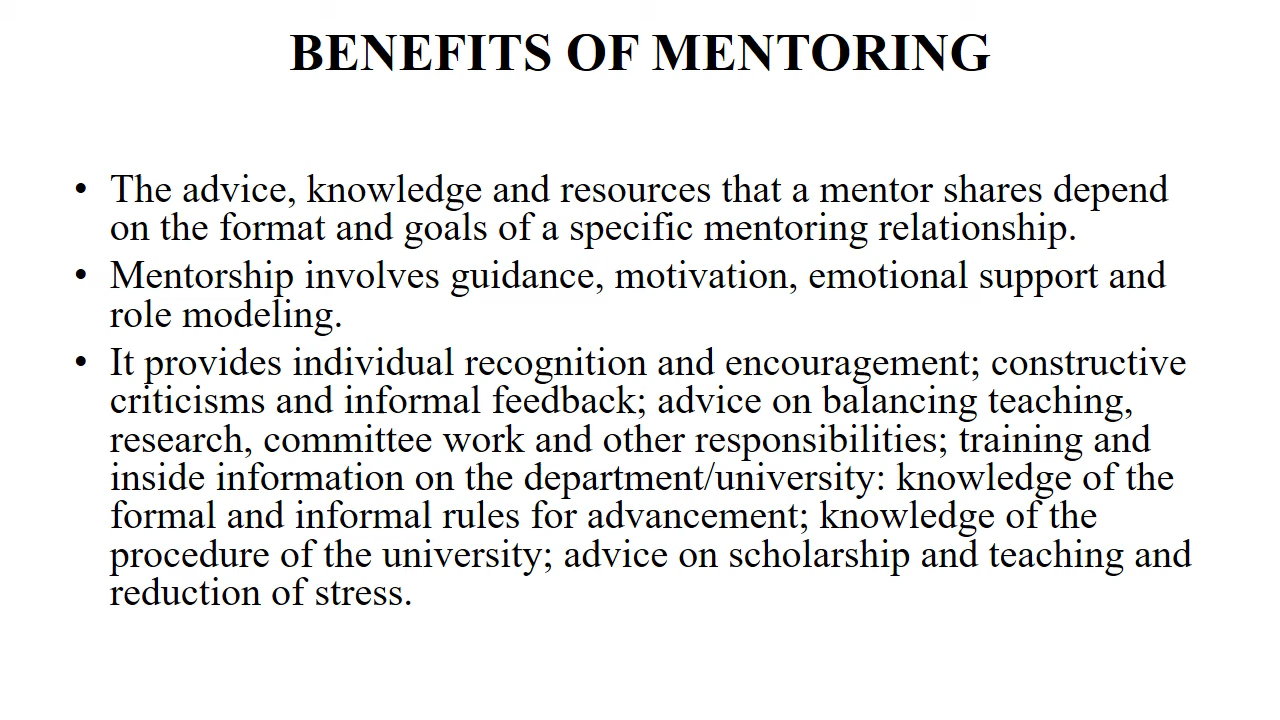 BENEFITS OF MENTORING
• The advice, knowledge and resources that a mentor shares depend
on the format and goals of a specific mentoring relationship.
• Mentorship involves guidance, motivation, emotional support and
role modeling.
• It provides individual recognition and encouragement; constructive
criticisms and informal feedback; advice on balancing teaching,
research, committee work and other responsibilities; training and
inside information on the department/university: knowledge of the
formal and informal rules for advancement; knowledge of the
procedure of the university; advice on scholarship and teaching and
reduction of stress.